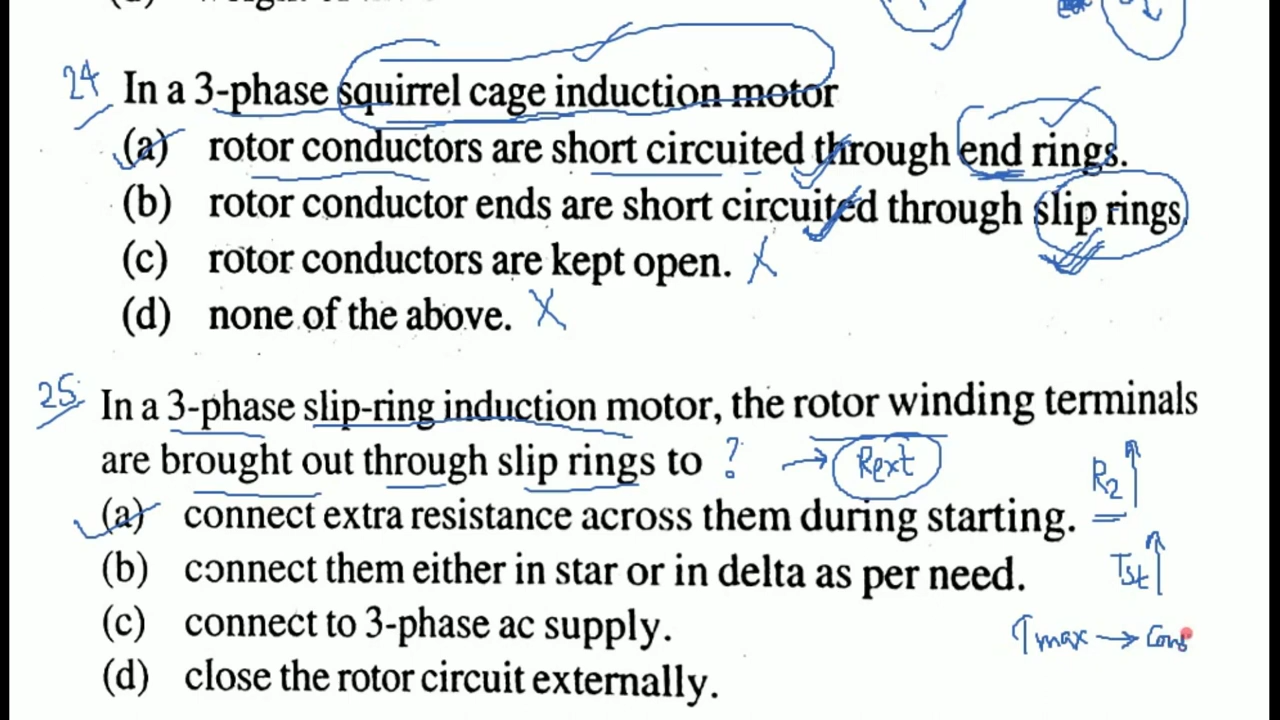 24 In a 3-phase squirrel cage induction motor
(a) rotor conductors are short circuited through end rings.
(b) rotor conductor ends are short circuited through slip rings.
(c) rotor conductors are kept open. X
(d) none of the above. X
25 In a 3-phase slip-ring induction motor, the rotor winding terminals
are brought out through slip rings to ? → Rext
R2 ↑
(a) connect extra resistance across them during starting.
(b) connect them either in star or in delta as per need.
Tst ↑
(c) connect to 3-phase ac supply.
Tmax → Cons
(d) close the rotor circuit externally.